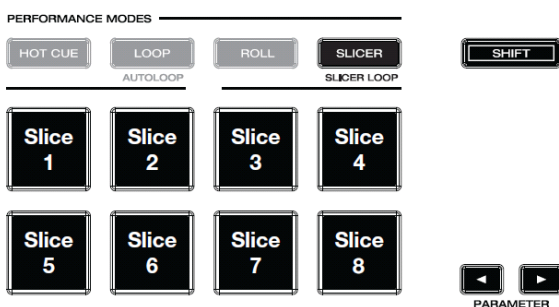 PERFORMANCE MODES
HOT CUE LOOP ROLL SLICER SHIFT
AUTOLOOP SLICER LOOP
Slice 1 Slice 2 Slice 3 Slice 4
Slice 5 Slice 6 Slice 7 Slice 8
PARAMETER